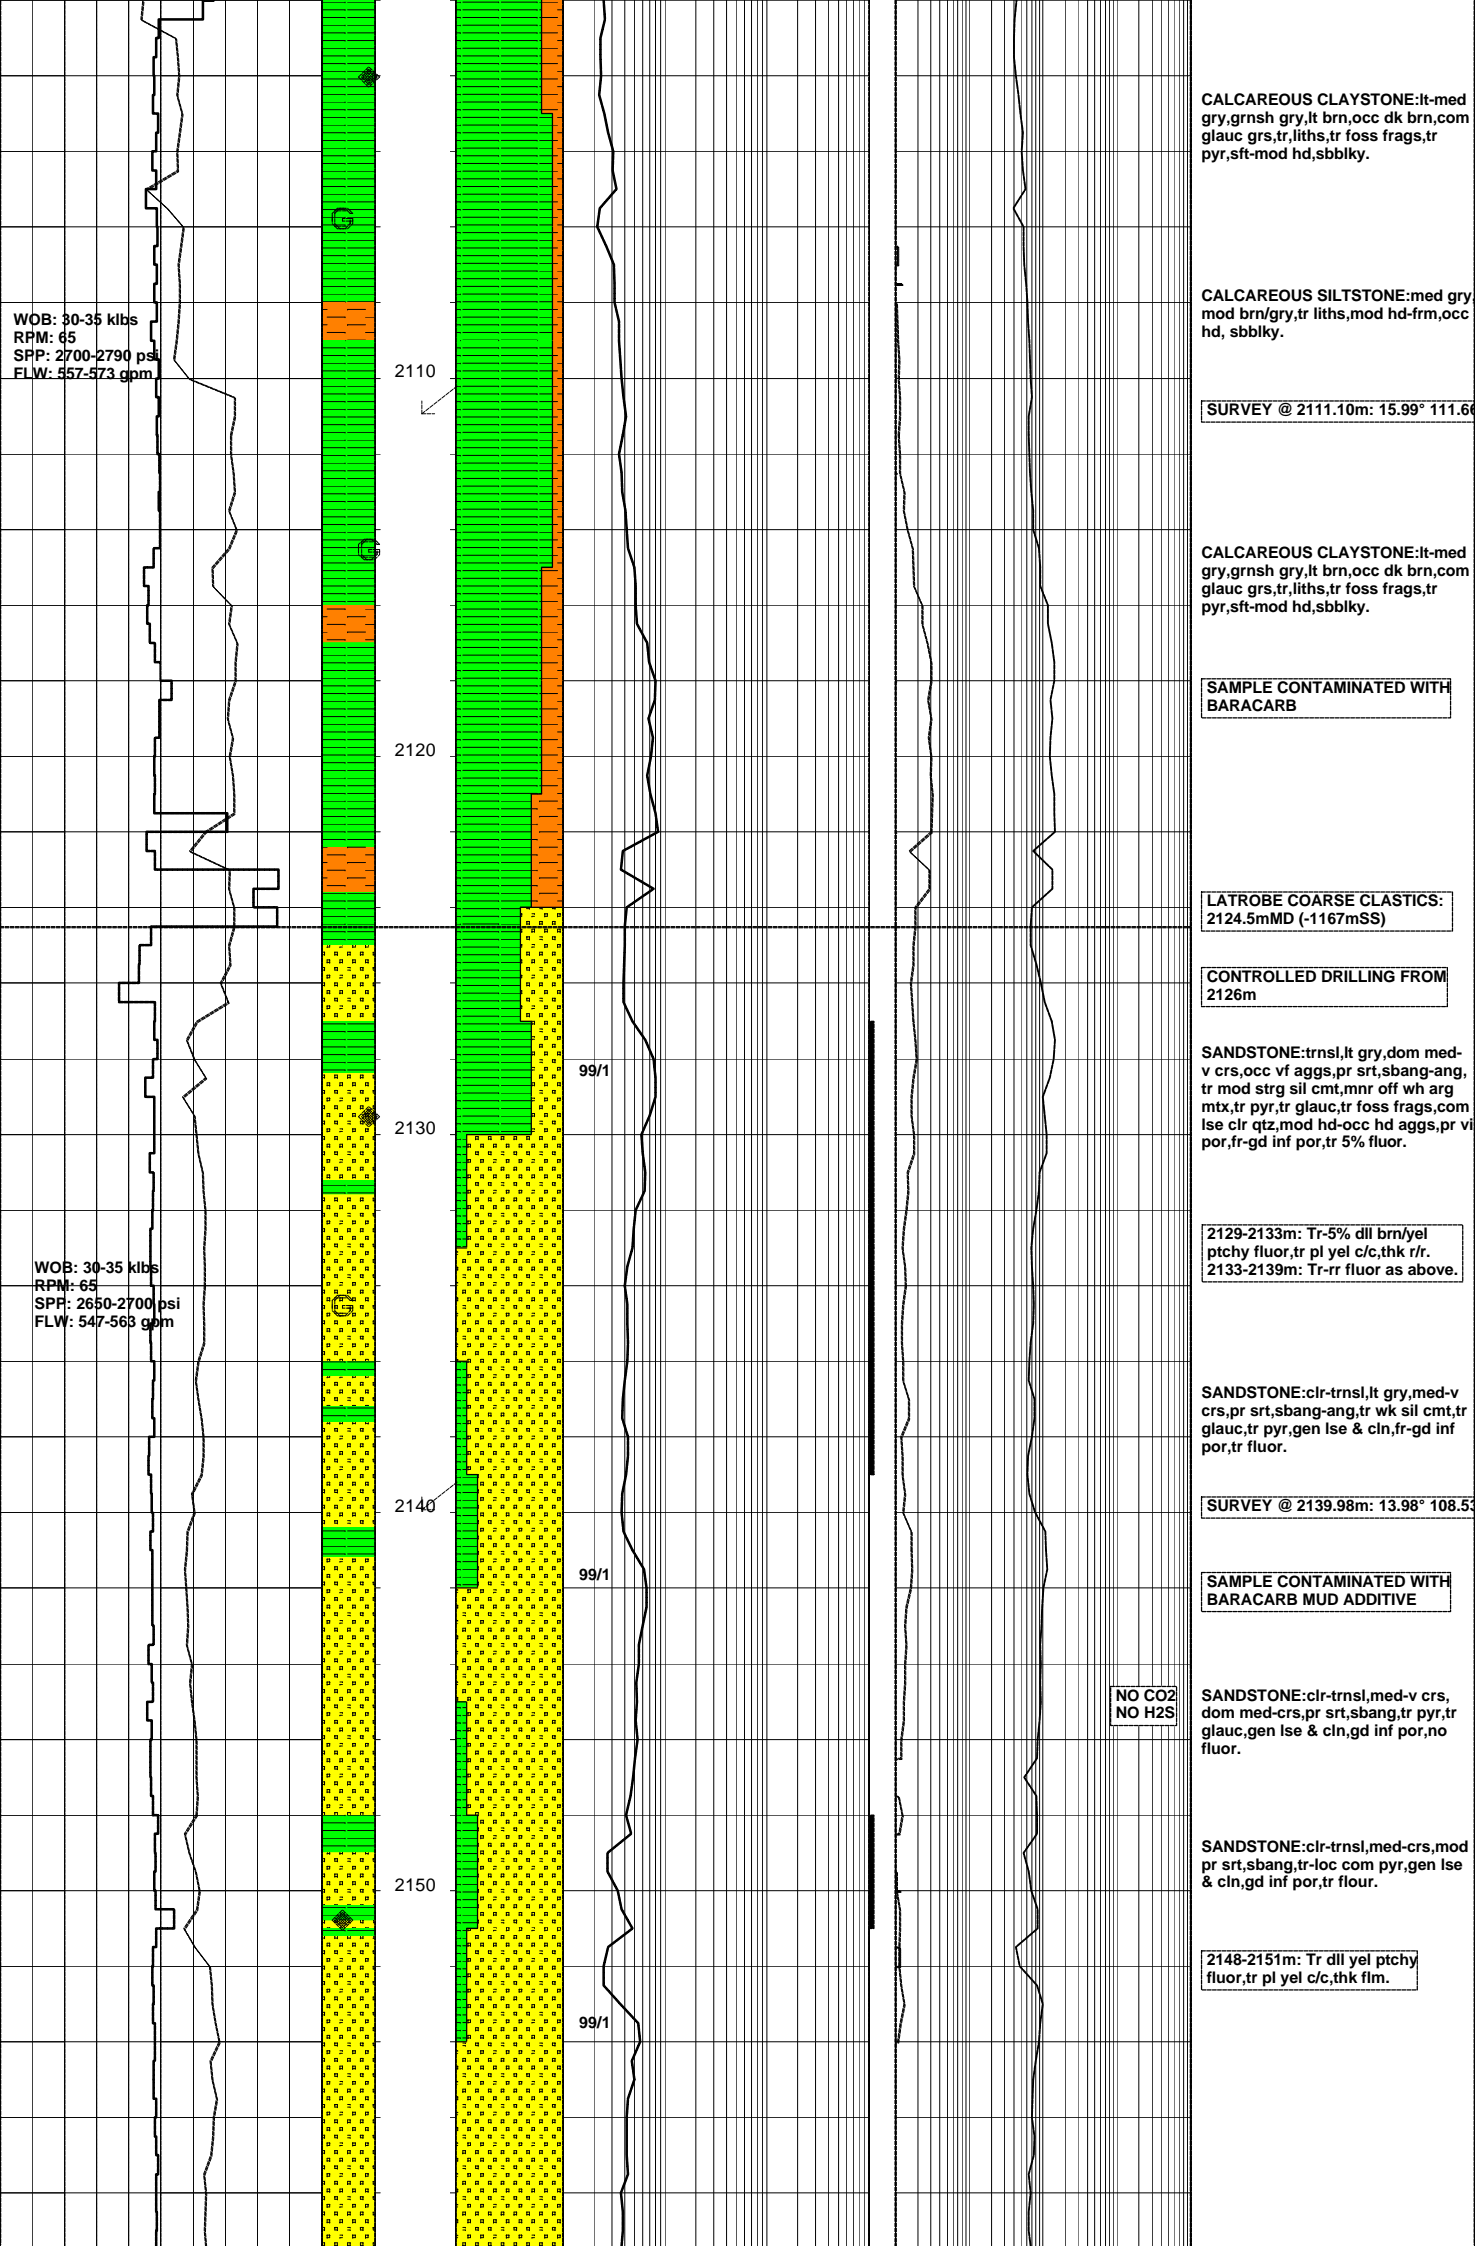 CALCAREOUS CLAYSTONE:lt-med
gry,grnsh gry,lt brn,occ dk brn,com
glauc grs,tr,liths,tr foss frags,tr
pyr,sft-mod hd,sbblky.
G
CALCAREOUS SILTSTONE:med gry,
mod brn/gry,tr liths,mod hd-frm,occ
hd, sbblky.
WOB: 30-35 klbs
RPM: 65
SPP: 2700-2790 psi
FLW: 557-573 gpm
2110
SURVEY @ 2111.10m: 15.99° 111.66
G
CALCAREOUS CLAYSTONE:lt-med
gry,grnsh gry,lt brn,occ dk brn,com
glauc grs,tr,liths,tr foss frags,tr
pyr,sft-mod hd,sbblky.
SAMPLE CONTAMINATED WITH
BARACARB
2120
LATROBE COARSE CLASTICS:
2124.5mMD (-1167mSS)
CONTROLLED DRILLING FROM
2126m
99/1
SANDSTONE:trnsl,lt gry,dom med-
v crs,occ vf aggs,pr srt,sbang-ang,
tr mod strg sil cmt,mnr off wh arg
mtx,tr pyr,tr glauc,tr foss frags,com
lse clr qtz,mod hd-occ hd aggs,pr vi
por,fr-gd inf por,tr 5% fluor.
2130
2129-2133m: Tr-5% dll brn/yel
ptchy fluor,tr pl yel c/c,thk r/r.
2133-2139m: Tr-rr fluor as above.
WOB: 30-35 klbs
RPM: 65
SPP: 2650-2700 psi
FLW: 547-563 gpm
G
SANDSTONE:clr-trnsl,lt gry,med-v
crs,pr srt,sbang-ang,tr wk sil cmt,tr
glauc,tr pyr,gen lse & cln,fr-gd inf
por,tr fluor.
2140
SURVEY @ 2139.98m: 13.98° 108.53
99/1
SAMPLE CONTAMINATED WITH
BARACARB MUD ADDITIVE
NO CO2
NO H2S
SANDSTONE:clr-trnsl,med-v crs,
dom med-crs,pr srt,sbang,tr pyr,tr
glauc,gen lse & cln,gd inf por,no
fluor.
SANDSTONE:clr-trnsl,med-crs,mod
pr srt,sbang,tr-loc com pyr,gen lse
& cln,gd inf por,tr flour.
2150
2148-2151m: Tr dll yel ptchy
fluor,tr pl yel c/c,thk flm.
99/1